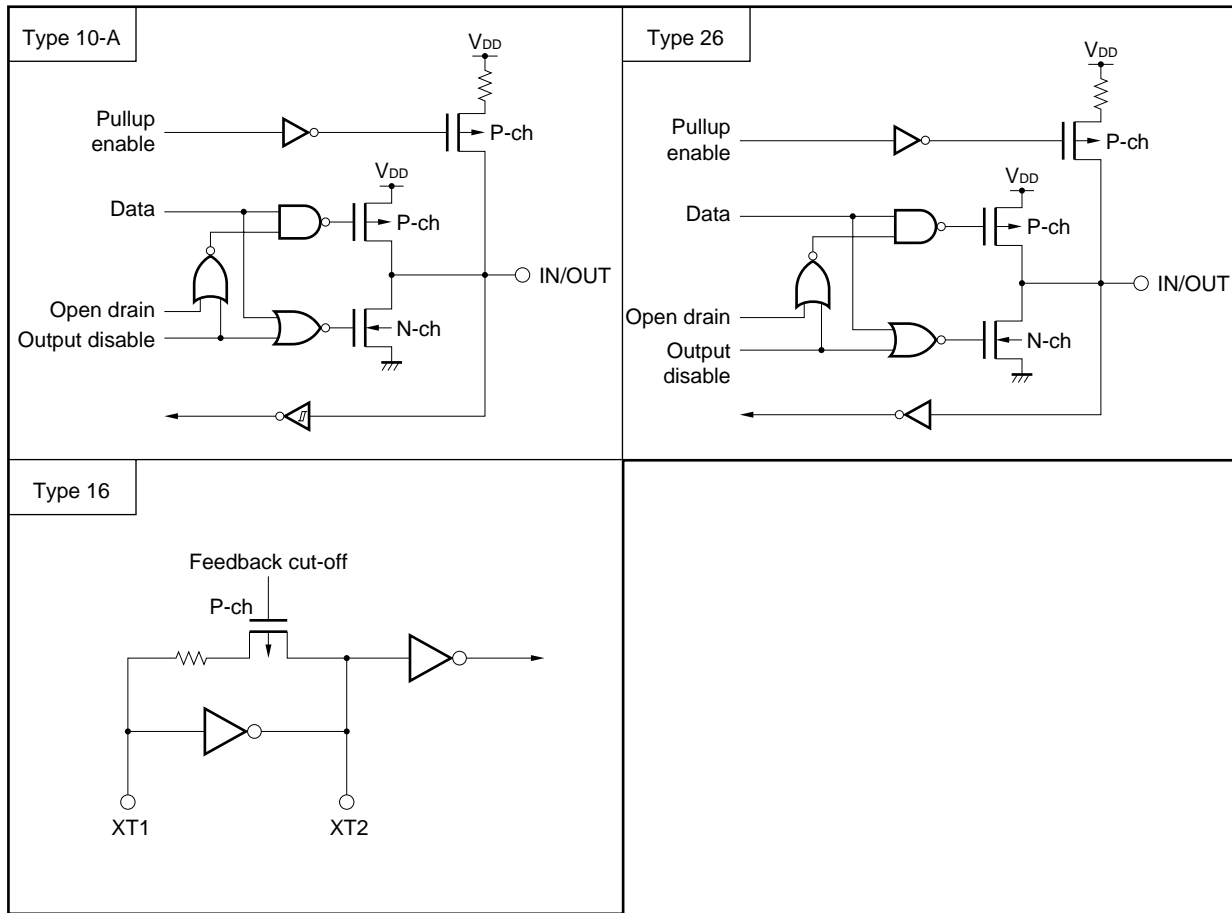 Type 10-A
VDD
Pullup
enable
P-ch
VDD
Data
P-ch
IN/OUT
Open drain
Output disable
N-ch
Type 26
VDD
Pullup
enable
P-ch
VDD
Data
P-ch
IN/OUT
Open drain
Output
disable
N-ch
Type 16
Feedback cut-off
P-ch
XT1
XT2